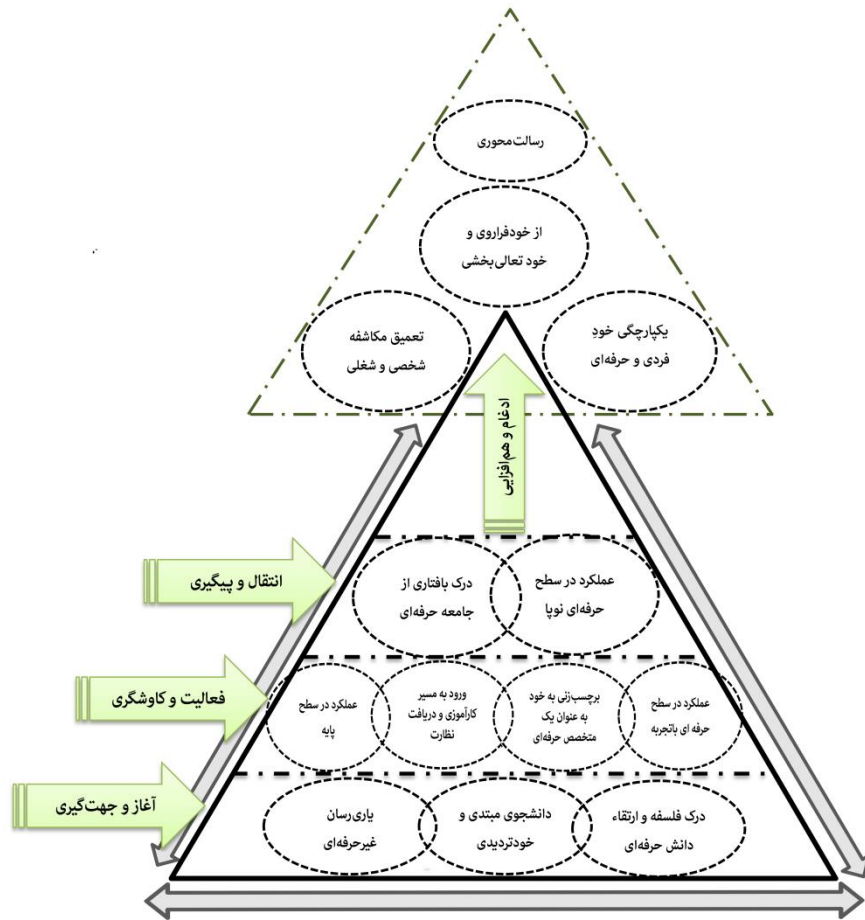 رسالت‌محوری
از خودفراروی و
خود تعالی‌بخشی
یکپارچگی خودِ
فردی و حرفه‌ای
تعمیق مکاشفه
شخصی و شغلی
ادغام و هم‌افزایی
انتقال و پیگیری
عملکرد در سطح
حرفه‌ای نوپا
درک بافتاری از
جامعه حرفه‌ای
فعالیت و کاوشگری
عملکرد در سطح
حرفه ای باتجربه
برچسب‌زنی به خود
به عنوان یک
متخصص حرفه‌ای
ورود به مسیر
کارآموزی و دریافت
نظارت
عملکرد در سطح
پایه
آغاز و جهت‌گیری
درک فلسفه و ارتقاء
دانش حرفه‌ای
دانشجوی مبتدی و
خودتردیدی
یاری‌رسان
غیرحرفه‌ای